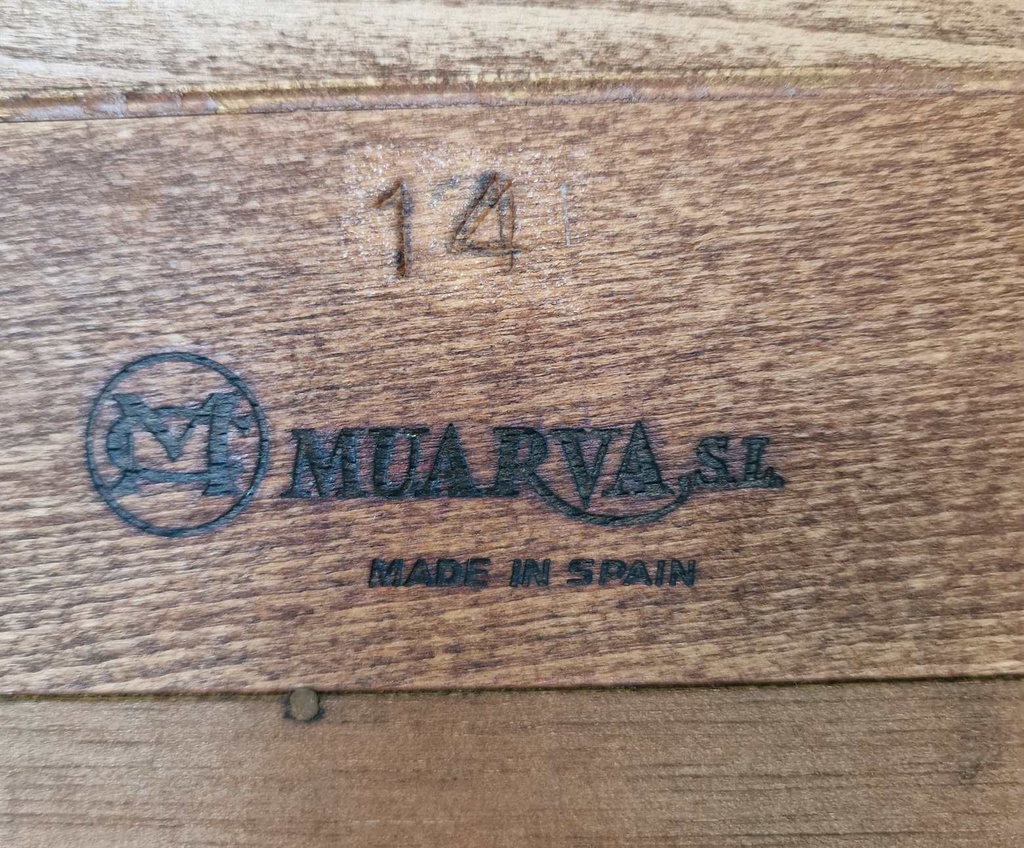 14
M MUARVA, S.L.
MADE IN SPAIN